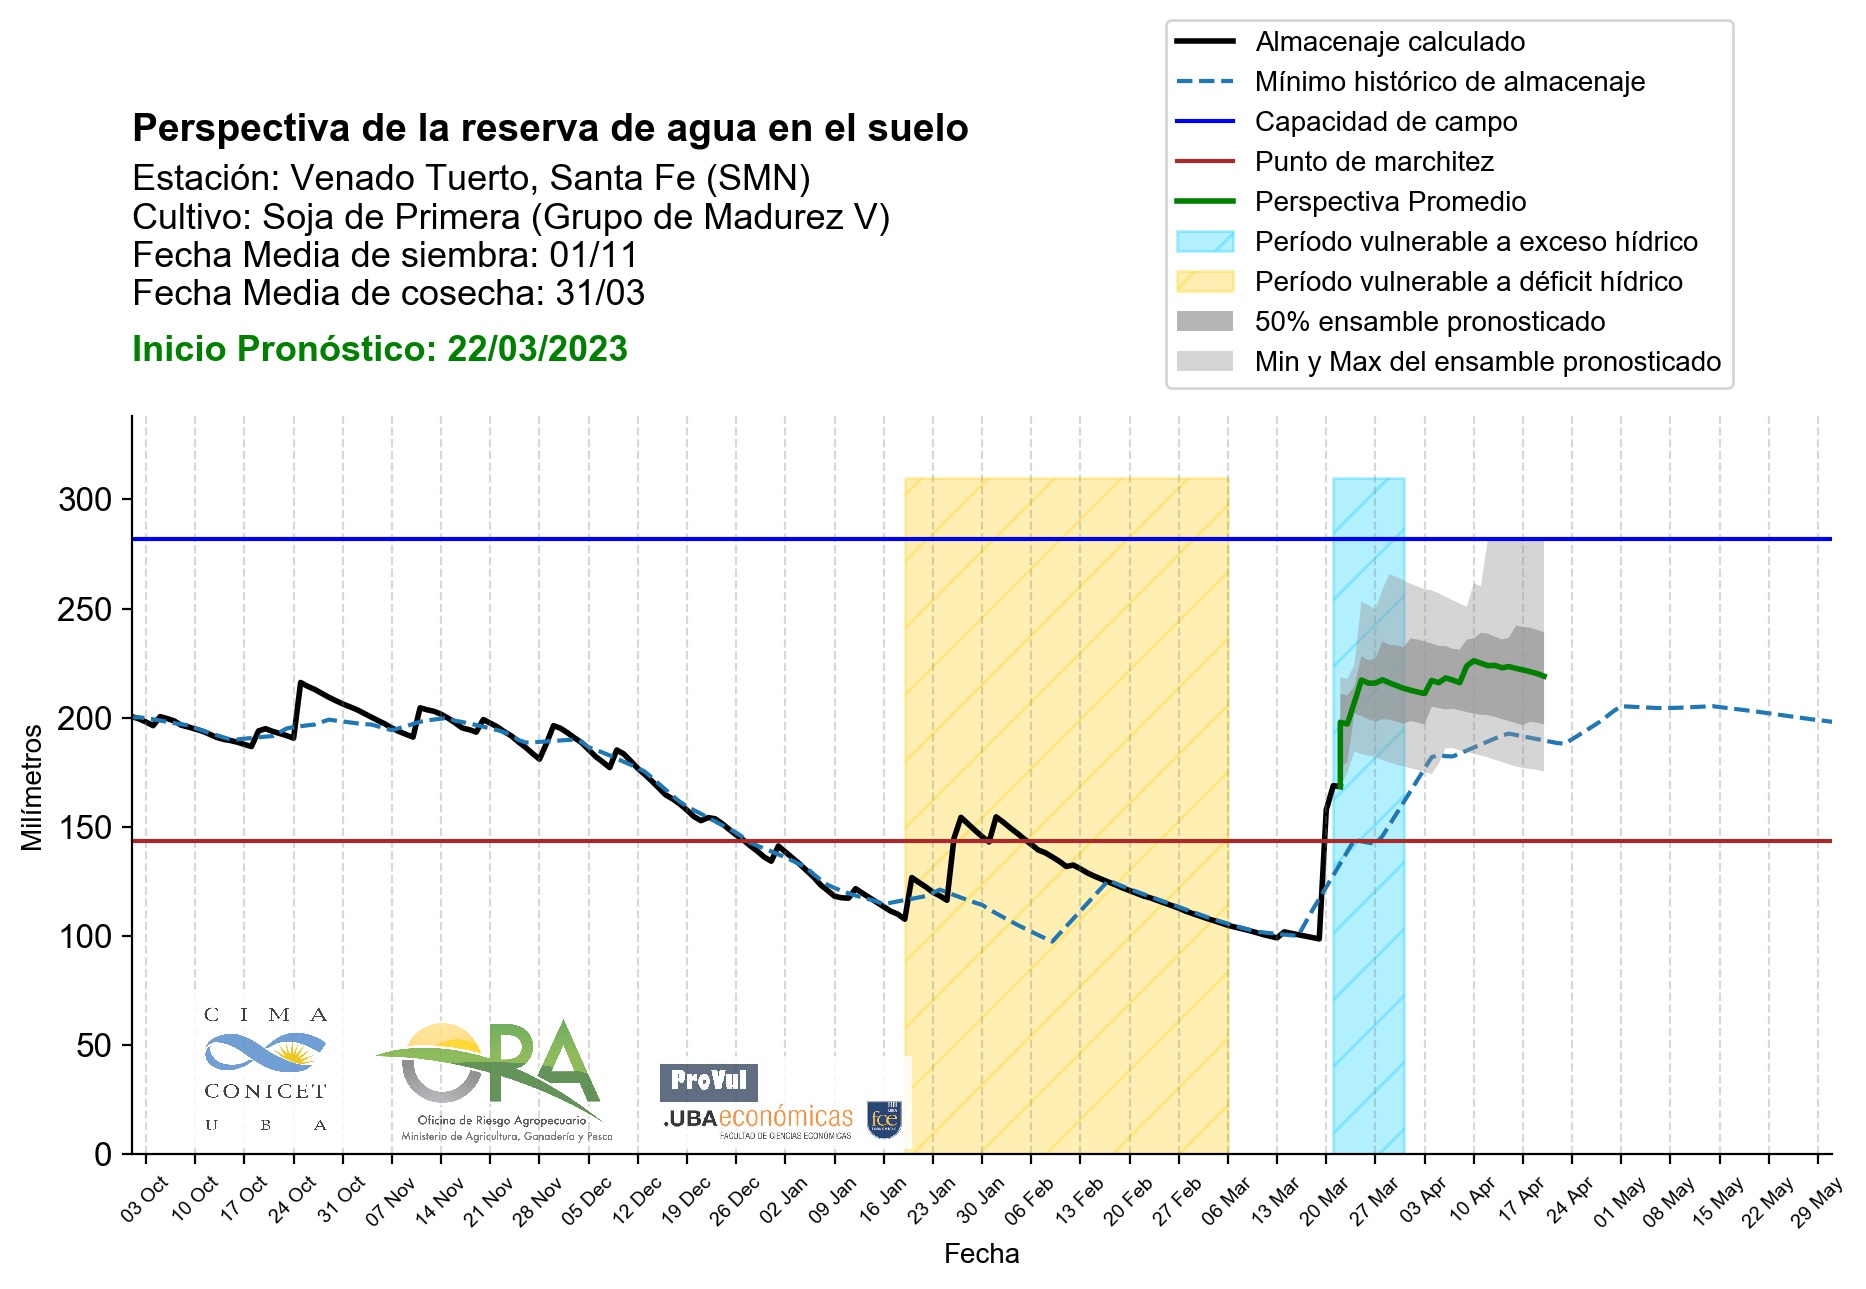 Almacenaje calculado
Mínimo histórico de almacenaje
Capacidad de campo
Punto de marchitez
Perspectiva Promedio
Período vulnerable a exceso hídrico
Período vulnerable a déficit hídrico
50% ensamble pronosticado
Min y Max del ensamble pronosticado
Perspectiva de la reserva de agua en el suelo
Estación: Venado Tuerto, Santa Fe (SMN)
Cultivo: Soja de Primera (Grupo de Madurez V)
Fecha Media de siembra: 01/11
Fecha Media de cosecha: 31/03
Inicio Pronóstico: 22/03/2023
Milímetros
300
250
200
150
100
50
0
C I M A
CONICET
U B A
ORA
Oficina de Riesgo Agropecuario
Ministerio de Agricultura, Ganadería y Pesca
ProVul
.UBAeconómicas
FACULTAD DE CIENCIAS ECONÓMICAS
UBA
fce
ECONÓMICAS
03 Oct
10 Oct
17 Oct
24 Oct
31 Oct
07 Nov
14 Nov
21 Nov
28 Nov
05 Dec
12 Dec
19 Dec
26 Dec
02 Jan
09 Jan
16 Jan
23 Jan
30 Jan
06 Feb
13 Feb
20 Feb
27 Feb
06 Mar
13 Mar
20 Mar
27 Mar
03 Apr
10 Apr
17 Apr
24 Apr
01 May
08 May
15 May
22 May
29 May
Fecha